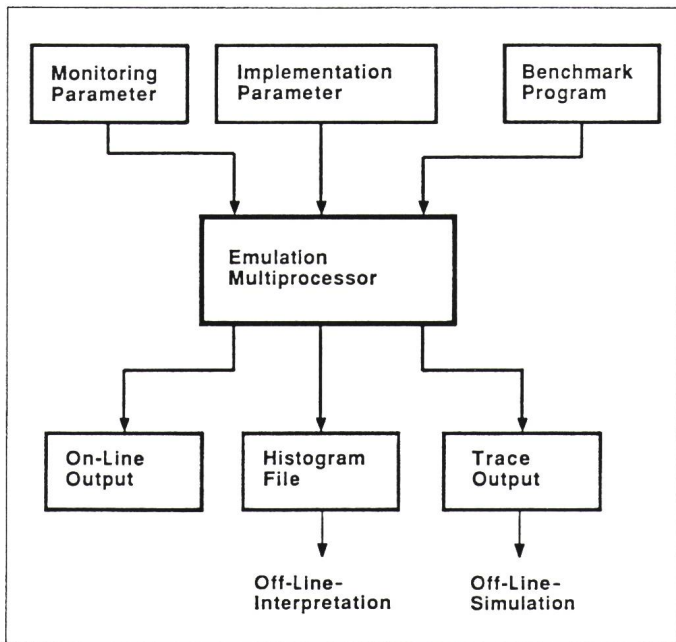 Monitoring
Parameter
Implementation
Parameter
Benchmark
Program
Emulation
Multiprocessor
On-Line
Output
Histogram
File
Trace
Output
Off-Line-
Interpretation
Off-Line-
Simulation